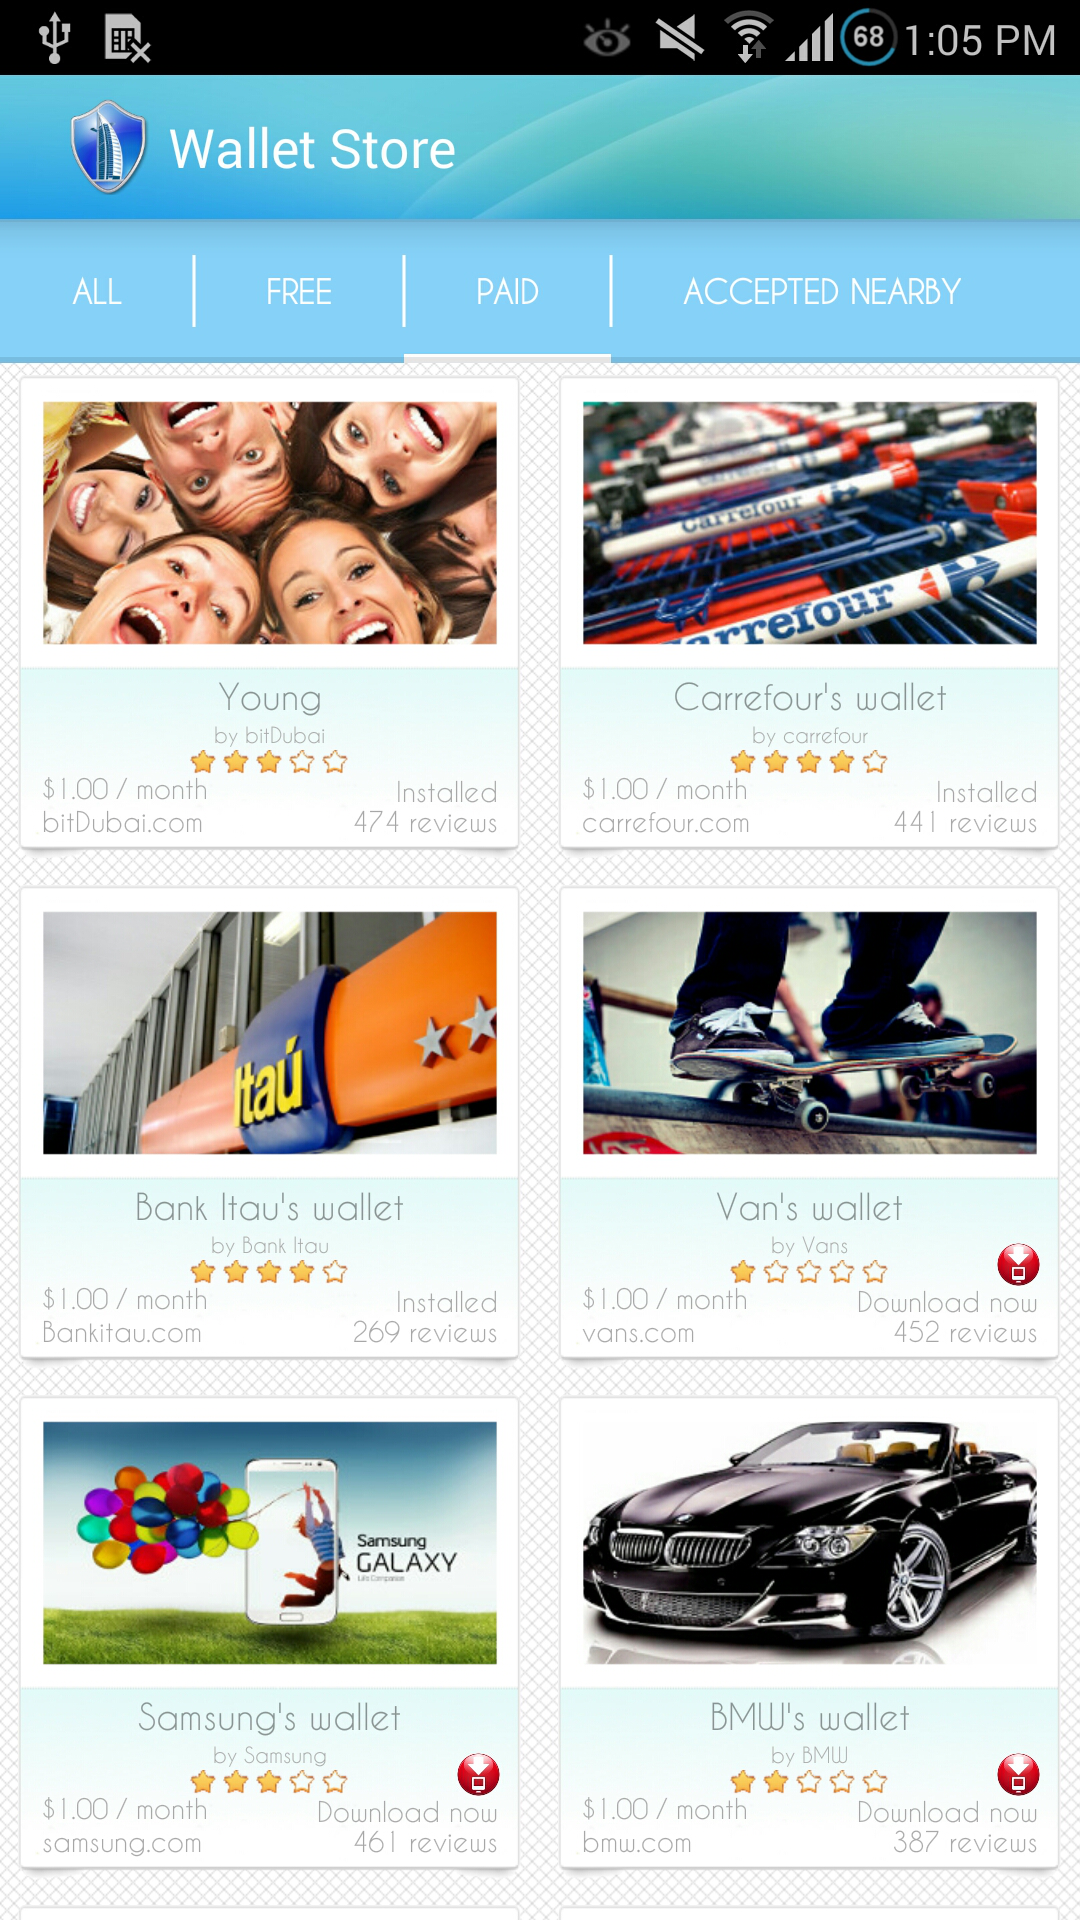 68 1:05 PM
Wallet Store
ALL FREE PAID ACCEPTED NEARBY
Carrefour
Carrefour
Young
by bitDubai
$1.00 / month Installed
bitDubai.com 474 reviews
Carrefour's wallet
by carrefour
$1.00 / month Installed
carrefour.com 441 reviews
Itaú
Bank Itau's wallet
by Bank Itau
$1.00 / month Installed
Bankitau.com 269 reviews
Van's wallet
by Vans
$1.00 / month Download now
vans.com 452 reviews
Samsung
GALAXY
Samsung's wallet
by Samsung
$1.00 / month Download now
samsung.com 461 reviews
BMW's wallet
by BMW
$1.00 / month Download now
bmw.com 387 reviews